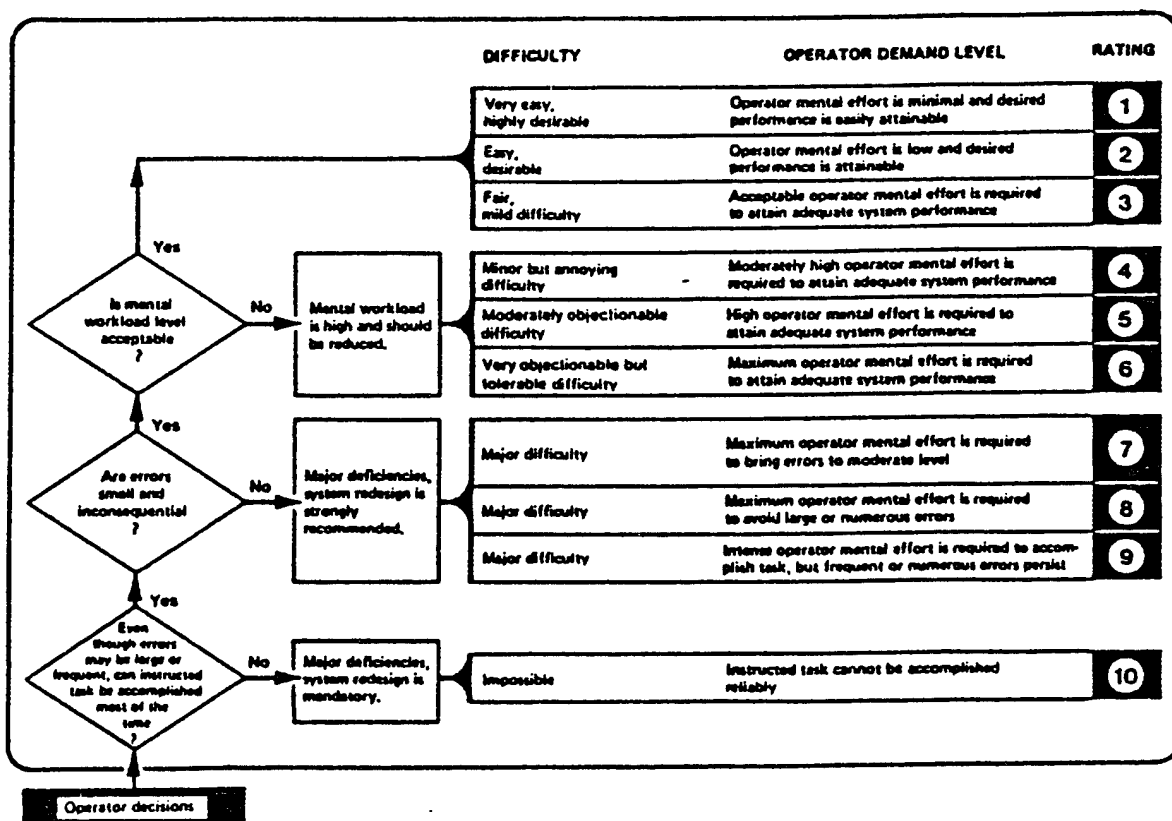 DIFFICULTY
OPERATOR DEMAND LEVEL
RATING
Very easy,
highly desirable
Operator mental effort is minimal and desired
performance is easily attainable
1
Easy,
desirable
Operator mental effort is low and desired
performance is attainable
2
Fair,
mild difficulty
Acceptable operator mental effort is required
to attain adequate system performance
3
Yes
Is mental
workload level
acceptable
?
No
Mental workload
is high and should
be reduced.
Minor but annoying
difficulty
Moderately high operator mental effort is
required to attain adequate system performance
4
Moderately objectionable
difficulty
High operator mental effort is required to
attain adequate system performance
5
Very objectionable but
tolerable difficulty
Maximum operator mental effort is required
to attain adequate system performance
6
Yes
Are errors
small and
inconsequential
?
No
Major deficiencies,
system redesign is
strongly
recommended.
Major difficulty
Maximum operator mental effort is required
to bring errors to moderate level
7
Major difficulty
Maximum operator mental effort is required
to avoid large or numerous errors
8
Major difficulty
Intense operator mental effort is required to accom-
plish task, but frequent or numerous errors persist
9
Yes
Even
though errors
may be large or
frequent, can instructed
task be accomplished
most of the
time
?
No
Major deficiencies,
system redesign is
mandatory.
Impossible
Instructed task cannot be accomplished
reliably
10
Operator decisions